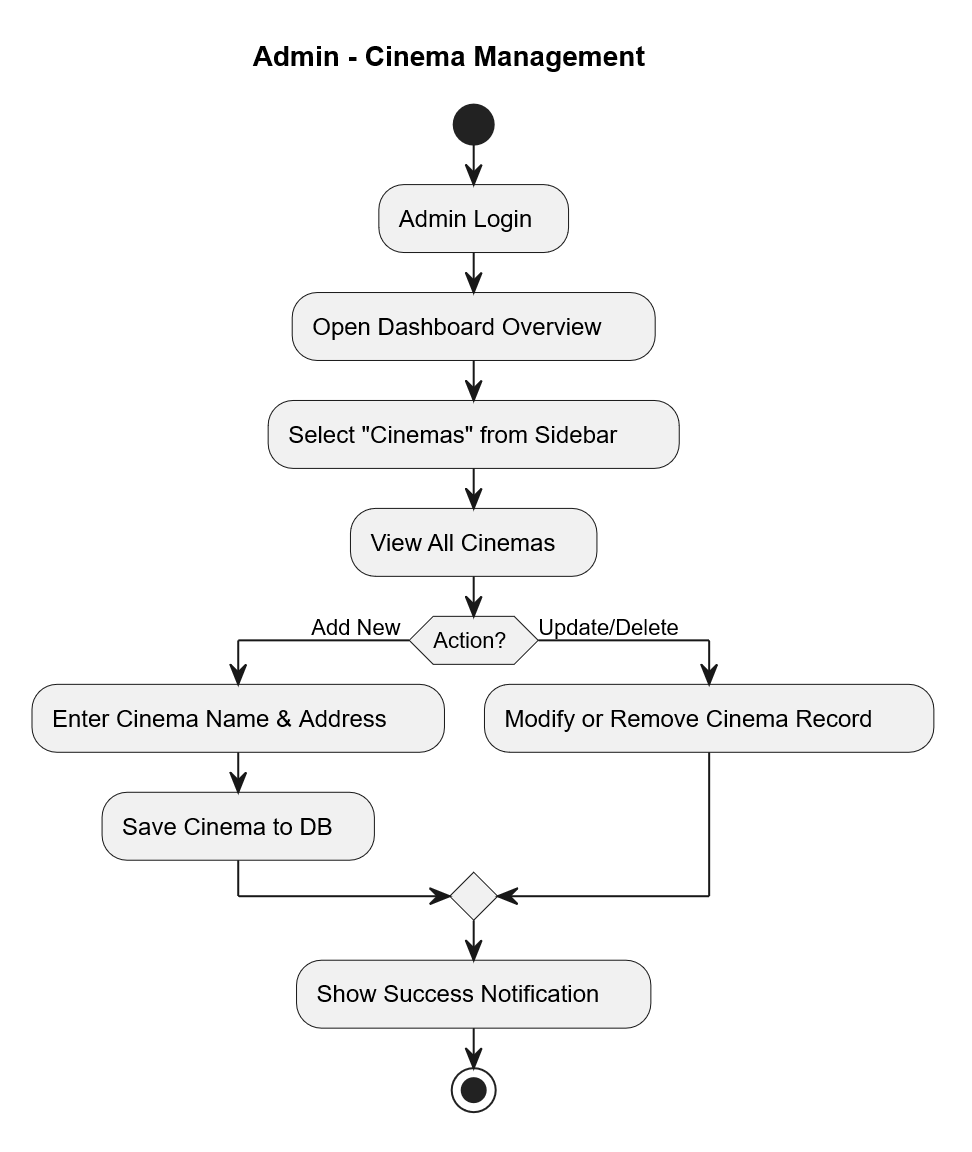 Admin - Cinema Management
Admin Login
Open Dashboard Overview
Select "Cinemas" from Sidebar
View All Cinemas
Add New
Action?
Update/Delete
Enter Cinema Name & Address
Modify or Remove Cinema Record
Save Cinema to DB
Show Success Notification